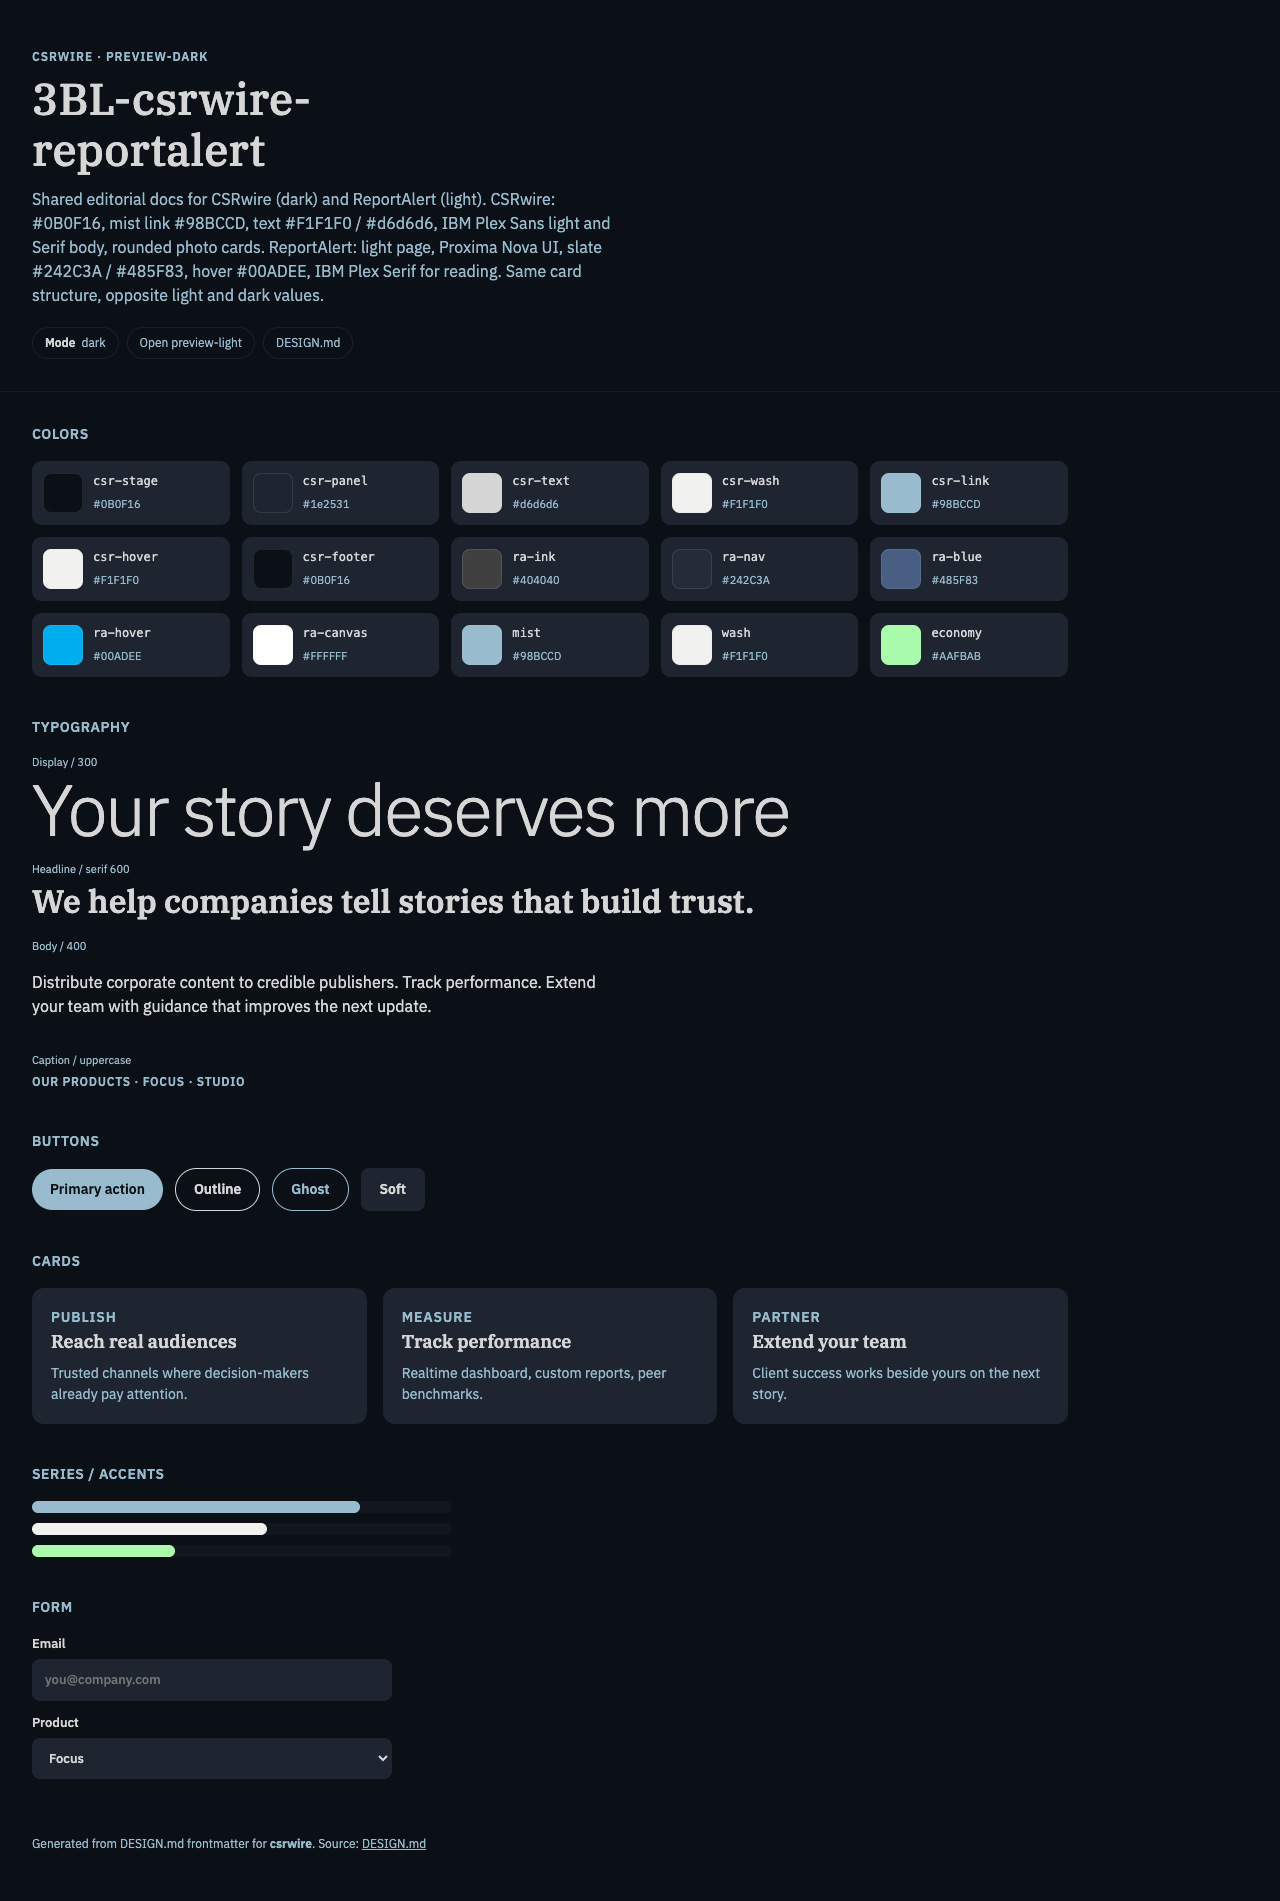 CSRWIRE · PREVIEW-DARK
3BL-csrwire-
reportalert
Shared editorial docs for CSRwire (dark) and ReportAlert (light). CSRwire:
#0B0F16, mist link #98BCCD, text #F1F1F0 / #d6d6d6, IBM Plex Sans light and
Serif body, rounded photo cards. ReportAlert: light page, Proxima Nova UI, slate
#242C3A / #485F83, hover #00ADEE, IBM Plex Serif for reading. Same card
structure, opposite light and dark values.
Mode dark Open preview-light DESIGN.md
COLORS
csr-stage csr-panel csr-text csr-wash csr-link
#0B0F16 #1e2531 #d6d6d6 #F1F1F0 #98BCCD
csr-hover csr-footer ra-ink ra-nav ra-blue
#F1F1F0 #0B0F16 #404040 #242C3A #485F83
ra-hover ra-canvas mist wash economy
#00ADEE #FFFFFF #98BCCD #F1F1F0 #AAFBAB
TYPOGRAPHY
Display / 300
Your story deserves more
Headline / serif 600
We help companies tell stories that build trust.
Body / 400
Distribute corporate content to credible publishers. Track performance. Extend
your team with guidance that improves the next update.
Caption / uppercase
OUR PRODUCTS · FOCUS · STUDIO
BUTTONS
Primary action Outline Ghost Soft
CARDS
PUBLISH
Reach real audiences
Trusted channels where decision-makers
already pay attention.
MEASURE
Track performance
Realtime dashboard, custom reports, peer
benchmarks.
PARTNER
Extend your team
Client success works beside yours on the next
story.
SERIES / ACCENTS
FORM
Email
you@company.com
Product
Focus
Generated from DESIGN.md frontmatter for csrwire. Source: DESIGN.md